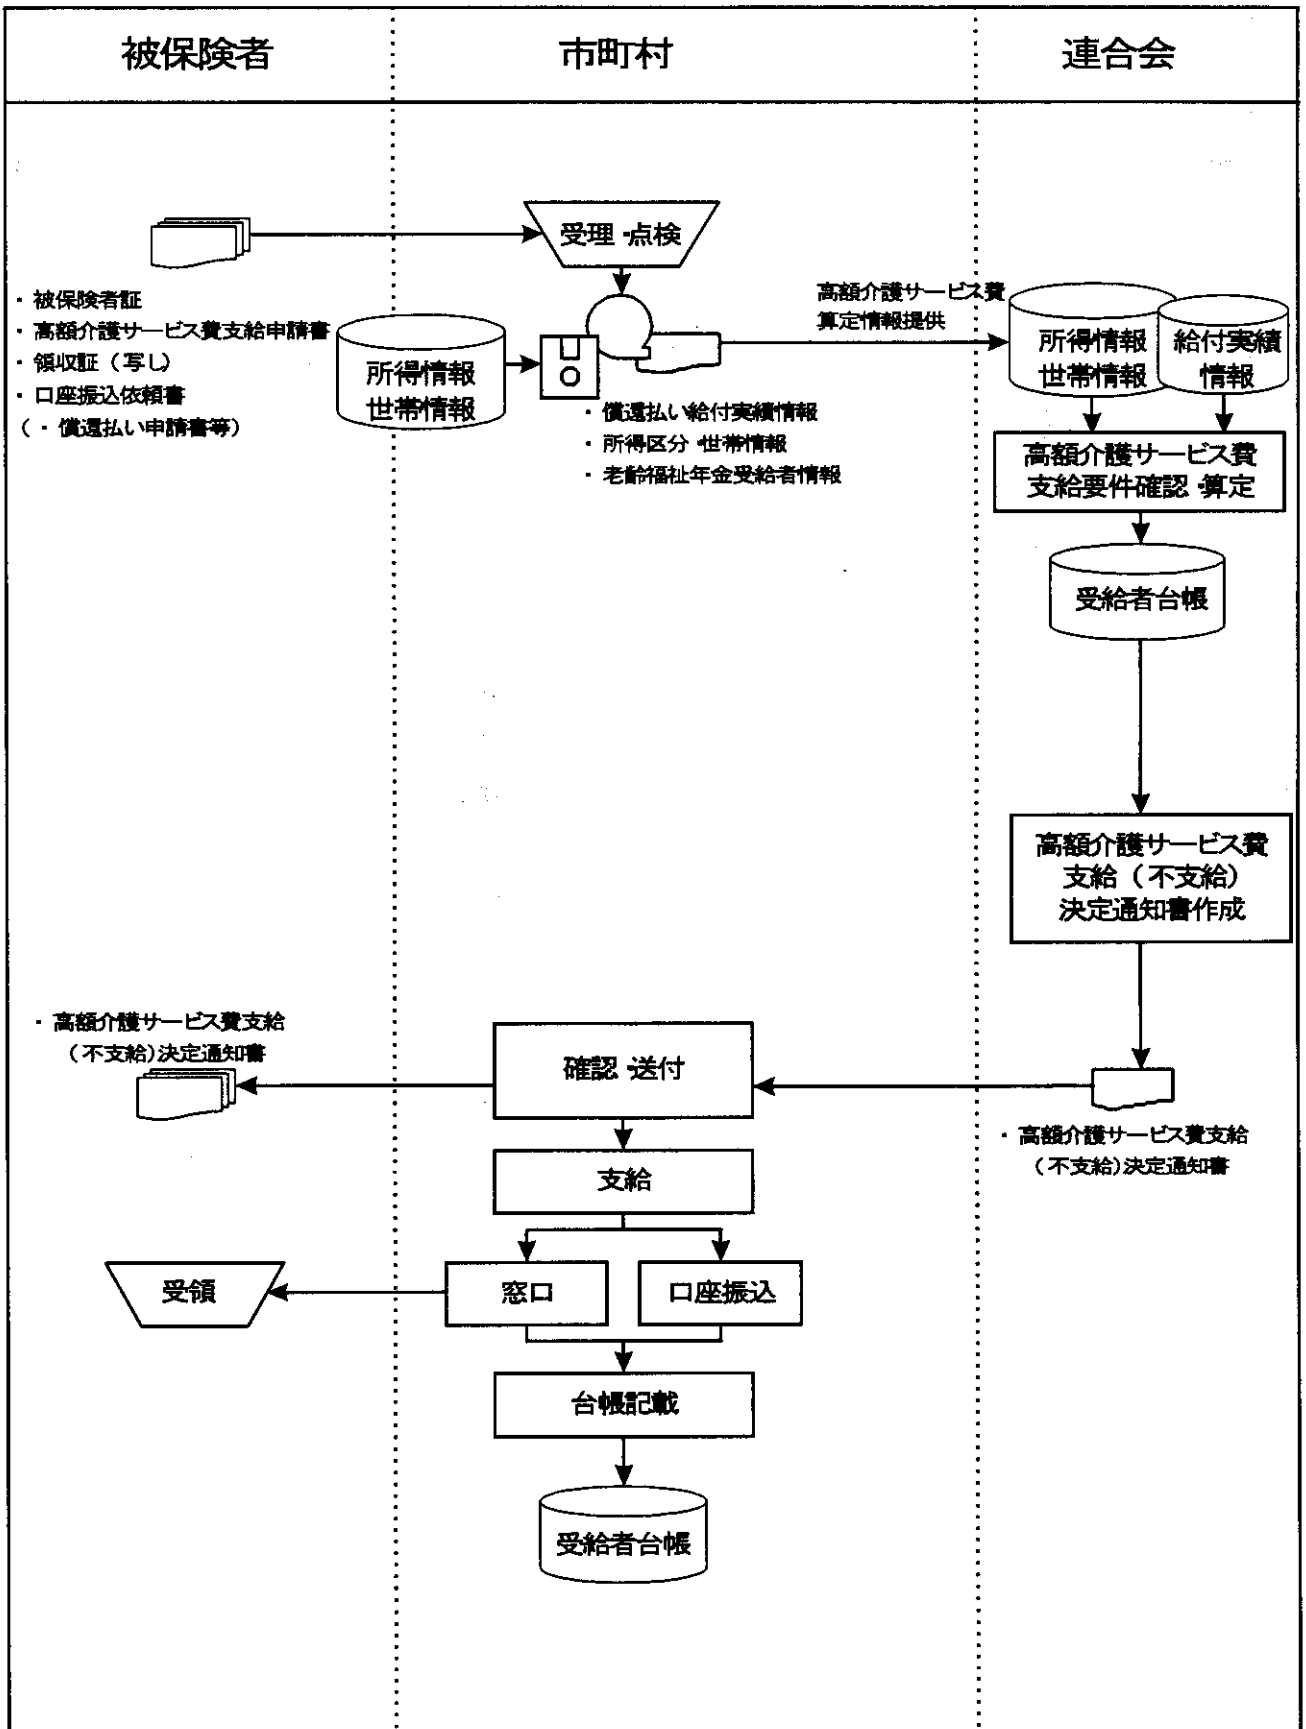 被保険者
市町村
連合会
受理・点検
・ 被保険者証
・ 高額介護サービス費支給申請書
・ 領収証（写し）
・ 口座振込依頼書
（・ 償還払い申請書等）
所得情報
世帯情報
・ 償還払い給付実績情報
・ 所得区分・世帯情報
・ 老齢福祉年金受給者情報
高額介護サービス費
算定情報提供
所得情報
世帯情報
給付実績
情報
高額介護サービス費
支給要件確認・算定
受給者台帳
高額介護サービス費
支給（不支給）
決定通知書作成
・ 高額介護サービス費支給
（不支給）決定通知書
確認・送付
・ 高額介護サービス費支給
（不支給）決定通知書
支給
受領
窓口
口座振込
台帳記載
受給者台帳